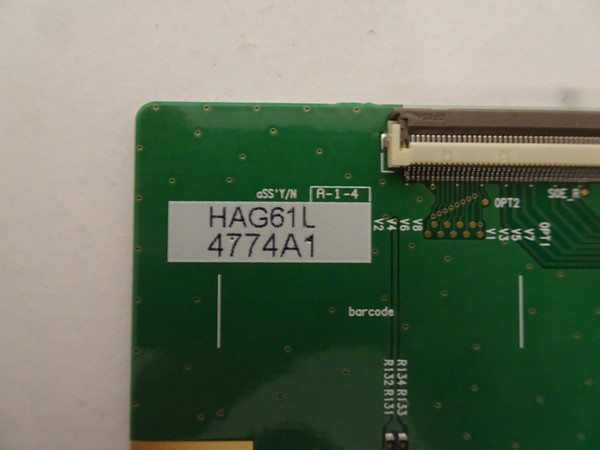 aSS'Y/N A-1-4
HAG61L
4774A1
V2
V4
V6
V8
OPT2
V1
V3
V5
V7
OPT1
SOE_R
barcode
R132 R131
R134 R133